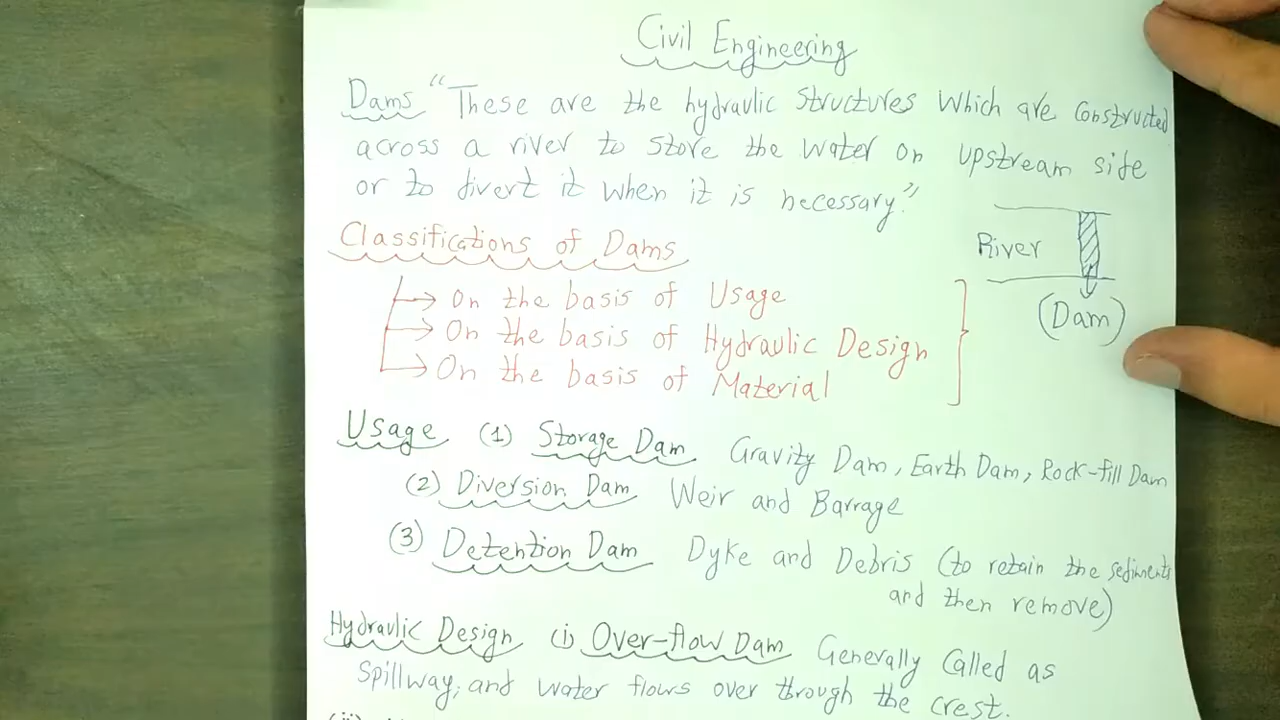 Civil Engineering
Dams "These are the hydraulic structures which are constructed
across a river to store the water on upstream side
or to divert it when it is necessary."
Classifications of Dams
→ On the basis of Usage
→ On the basis of Hydraulic Design
→ On the basis of Material
River
(Dam)
Usage (1) Storage Dam Gravity Dam, Earth Dam, Rock-fill Dam
(2) Diversion Dam Weir and Barrage
(3) Detention Dam Dyke and Debris (to retain the sediments
and then remove)
Hydraulic Design (i) Over-flow Dam Generally Called as
Spillway, and water flows over through the crest.